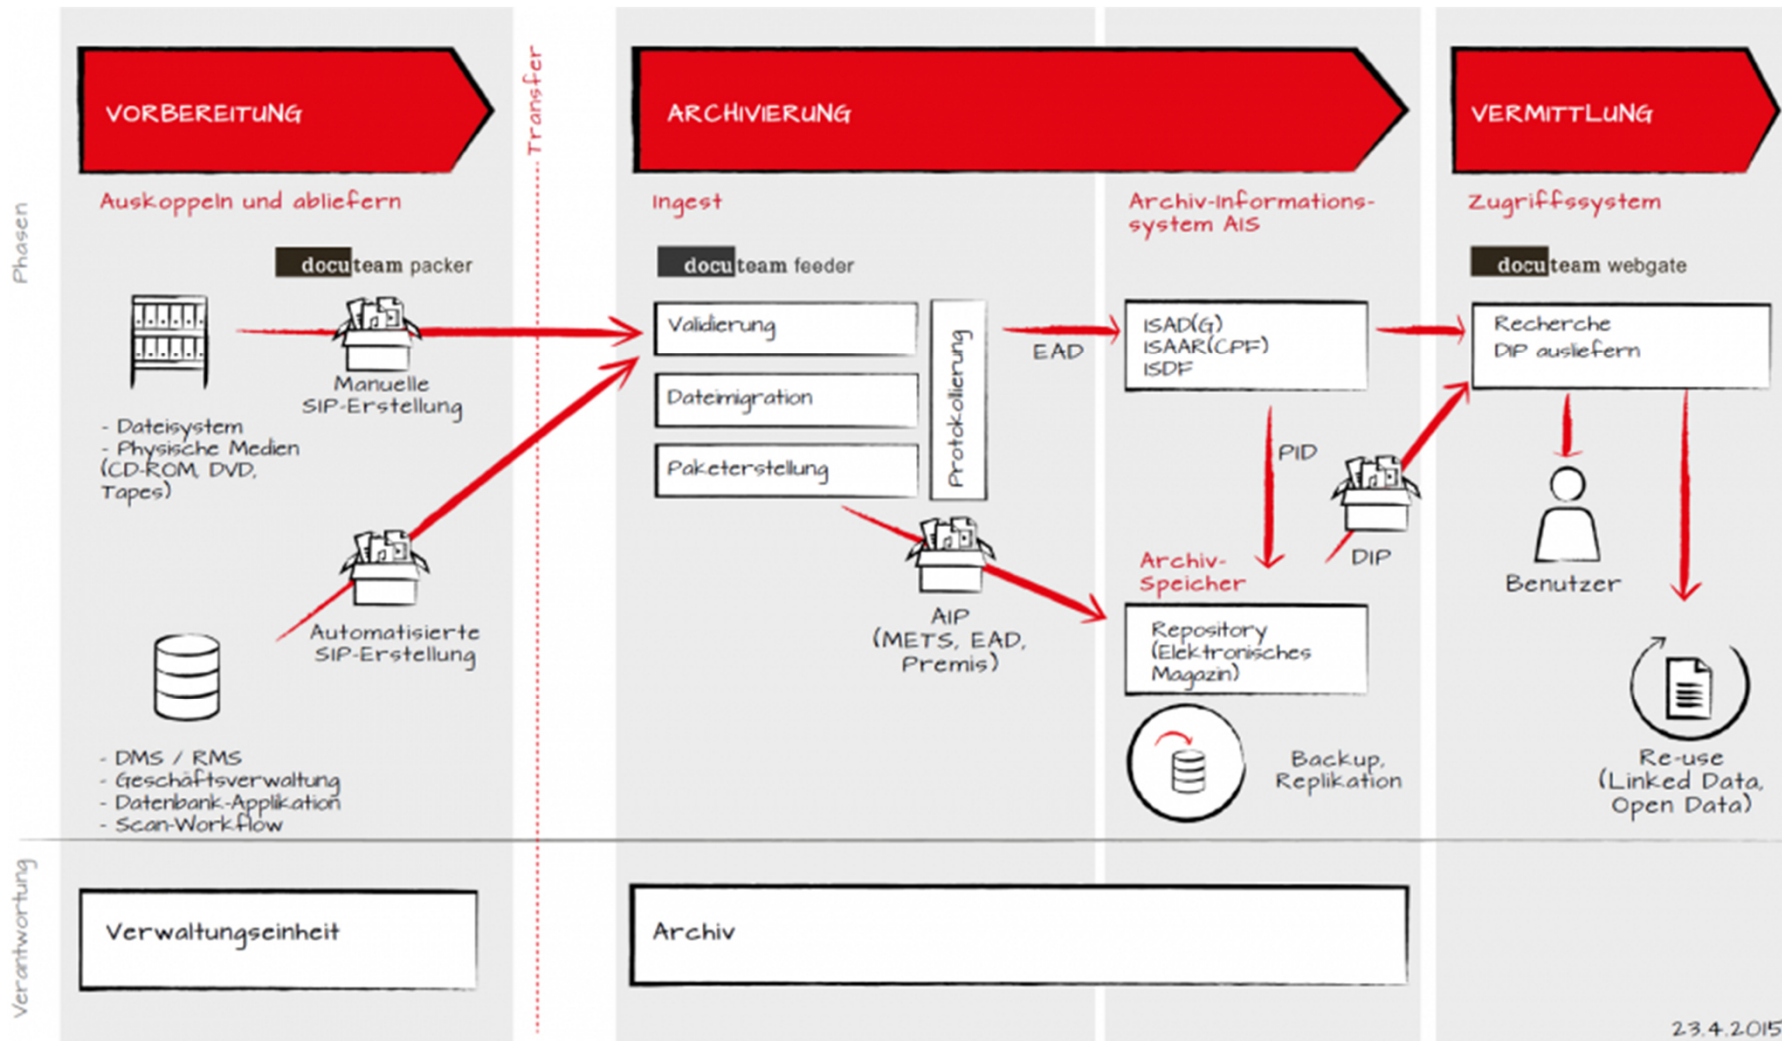 Phasen
VORBEREITUNG
Auskoppeln und abliefern
docuteam packer
Manuelle
SIP-Erstellung
- Dateisystem
- Physische Medien
(CD-ROM, DVD,
Tapes)
Automatisierte
SIP-Erstellung
- DMS / RMS
- Geschäftsverwaltung
- Datenbank-Applikation
- Scan-Workflow
Transfer
ARCHIVIERUNG
Ingest
docuteam feeder
Validierung
Dateimigration
Paketerstellung
Protokollierung
EAD
AIP
(METS, EAD,
Premis)
Archiv-Informations-
system AIS
ISAD(G)
ISAAR(CPF)
ISDF
PID
DIP
Archiv-
Speicher
Repository
(Elektronisches
Magazin)
Backup,
Replikation
VERMITTLUNG
Zugriffssystem
docuteam webgate
Recherche
DIP ausliefern
Benutzer
Re-use
(Linked Data,
Open Data)
Verantwortung
Verwaltungseinheit
Archiv
23.4.2015